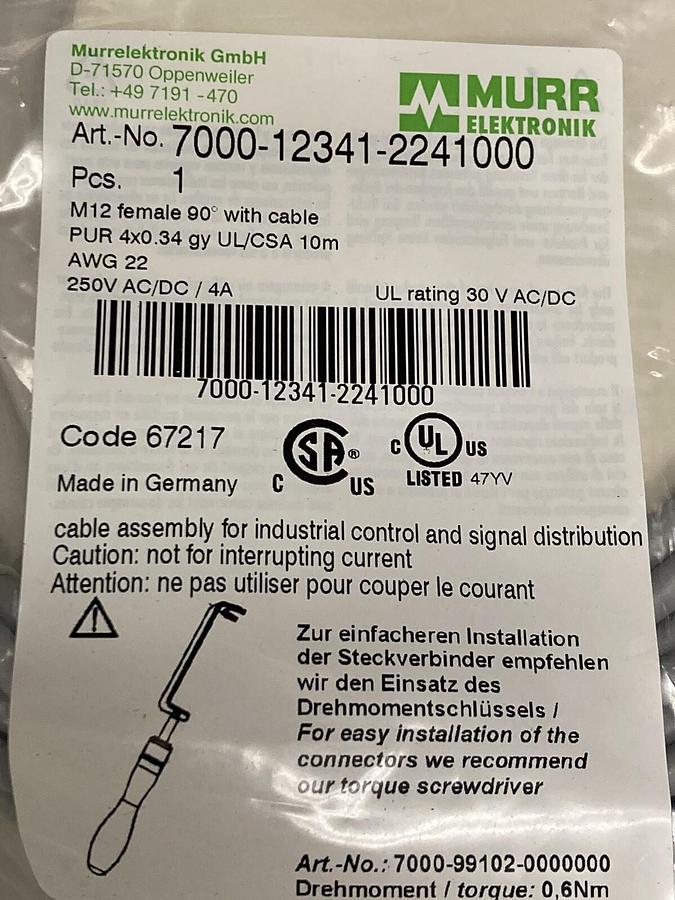 Murrelektronik GmbH
D-71570 Oppenweiler
Tel.: +49 7191 -470
www.murrelektronik.com
MURR
ELEKTRONIK
Art.-No. 7000-12341-2241000
Pcs. 1
M12 female 90° with cable
PUR 4x0.34 gy UL/CSA 10m
AWG 22
250V AC/DC / 4A
UL rating 30 V AC/DC
7000-12341-2241000
Code 67217
Made in Germany
C SA ® US
C UL US
LISTED 47YV
cable assembly for industrial control and signal distribution
Caution: not for interrupting current
Attention: ne pas utiliser pour couper le courant
Zur einfacheren Installation
der Steckverbinder empfehlen
wir den Einsatz des
Drehmomentschlüssels /
For easy installation of the
connectors we recommend
our torque screwdriver
Art.-No.: 7000-99102-0000000
Drehmoment / torque: 0,6Nm